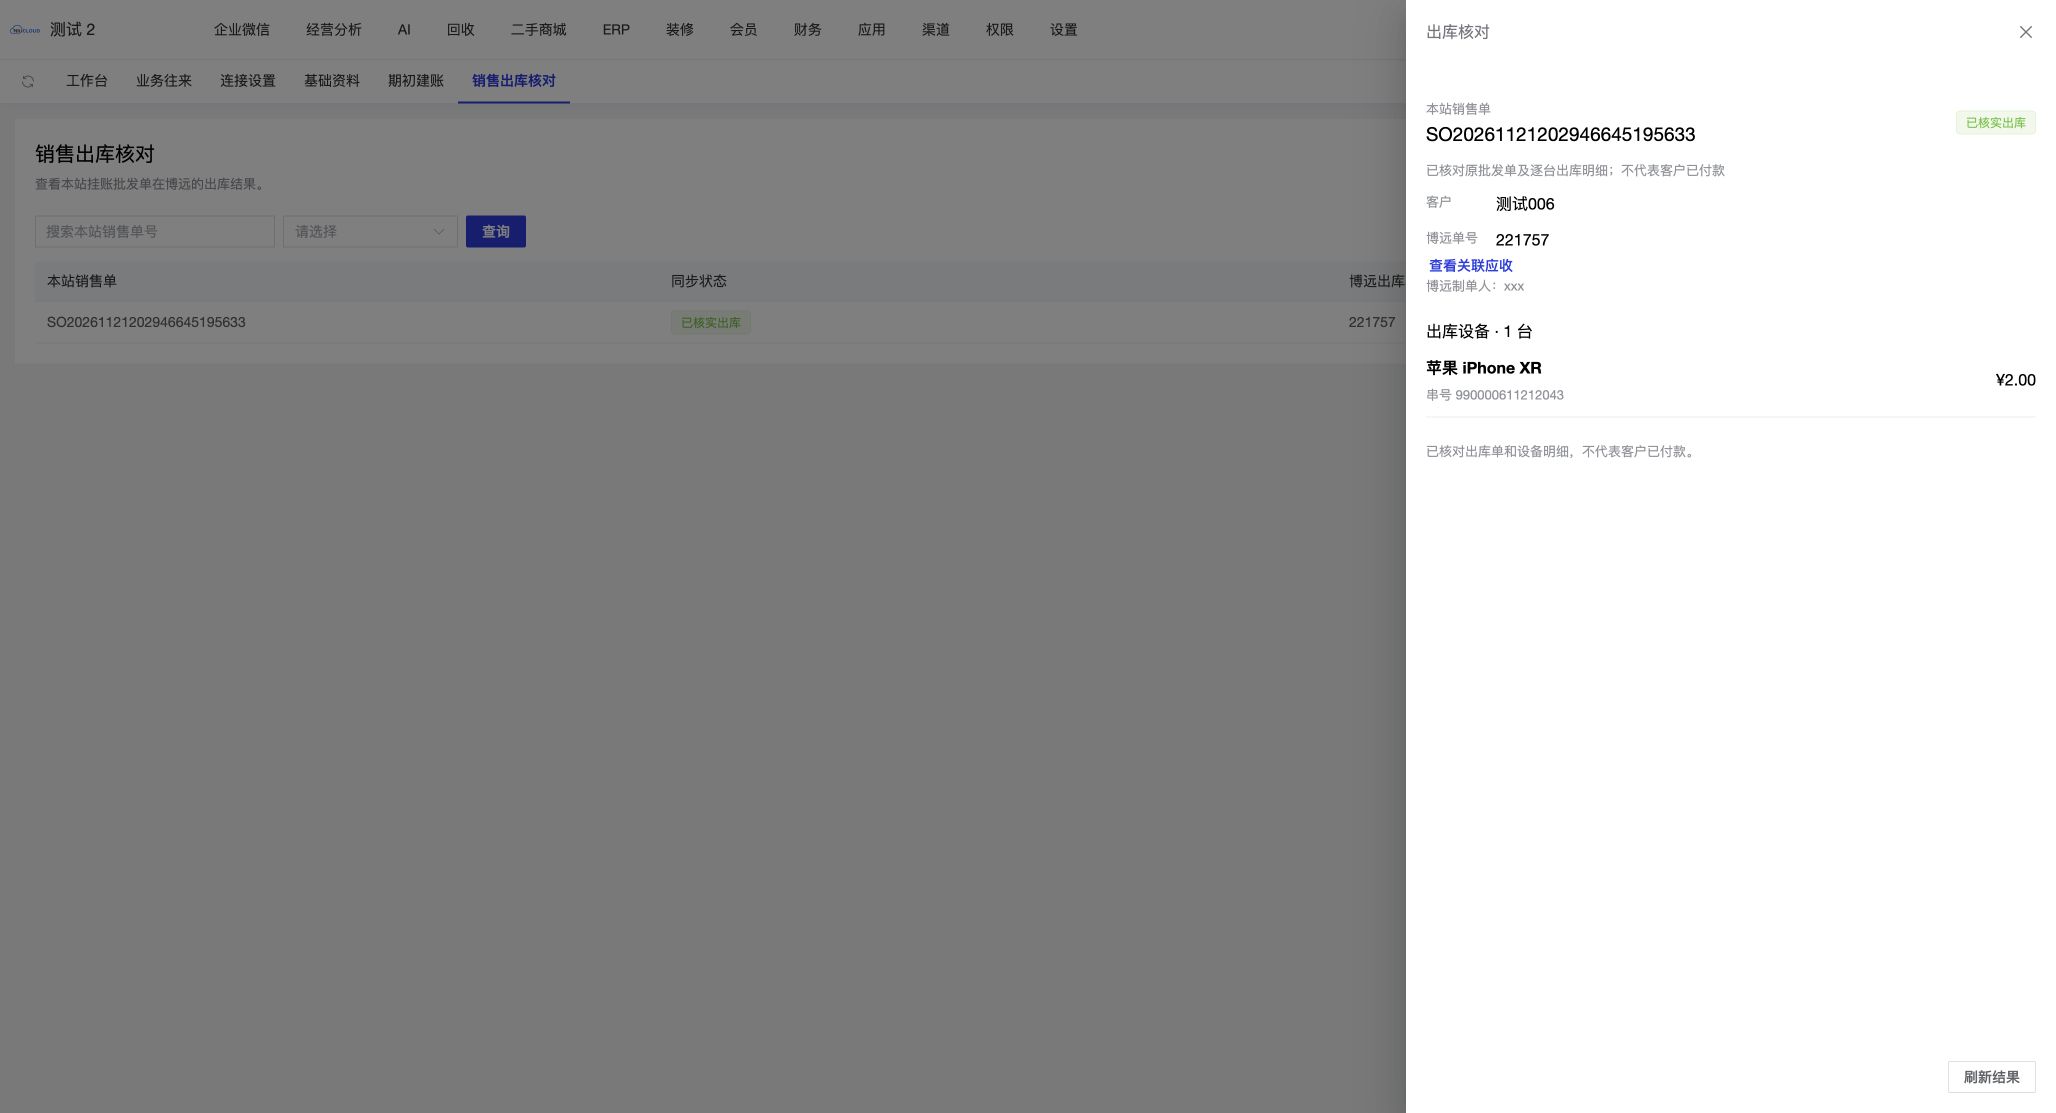 测试 2
企业微信 经营分析 AI 回收 二手商城 ERP 装修 会员 财务 应用 渠道 权限 设置
工作台 业务往来 连接设置 基础资料 期初建账 销售出库核对
销售出库核对
查看本站挂账批发单在博远的出库结果。
搜索本站销售单号 请选择 查询
本站销售单 同步状态 博远出库
SO20261121202946645195633 已核实出库 221757
出库核对
本站销售单
SO20261121202946645195633
已核实出库
已核对原批发单及逐台出库明细；不代表客户已付款
客户 测试006
博远单号 221757
查看关联应收
博远制单人：xxx
出库设备 · 1 台
苹果 iPhone XR
¥2.00
串号 990000611212043
已核对出库单和设备明细，不代表客户已付款。
刷新结果